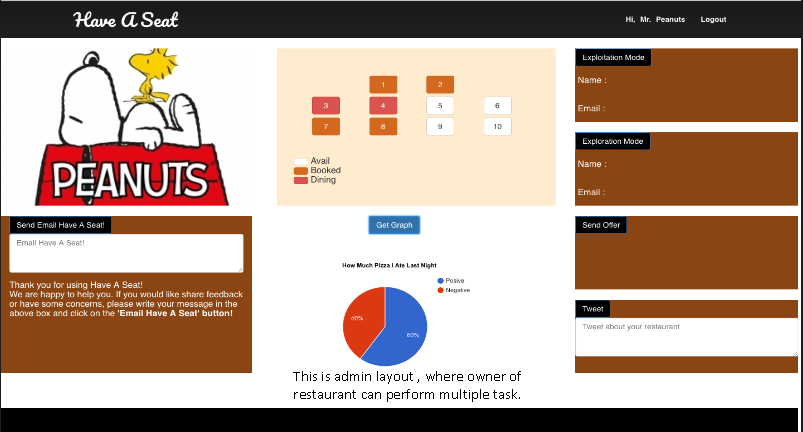 Have A Seat
Hi, Mr. Peanuts
Logout
PEANUTS
1
2
3
4
5
6
7
8
9
10
Avail
Booked
Dining
Exploitation Mode
Name :
Email :
Exploration Mode
Name :
Email :
Send Email Have A Seat!
Email Have A Seat!
Thank you for using Have A Seat!
We are happy to help you. If you would like share feedback
or have some concerns, please write your message in the
above box and click on the 'Email Have A Seat' button!
Get Graph
How Much Pizza I Ate Last Night
Posive
Negative
40%
60%
Send Offer
Tweet
Tweet about your restaurant
This is admin layout , where owner of
restaurant can perform multiple task.